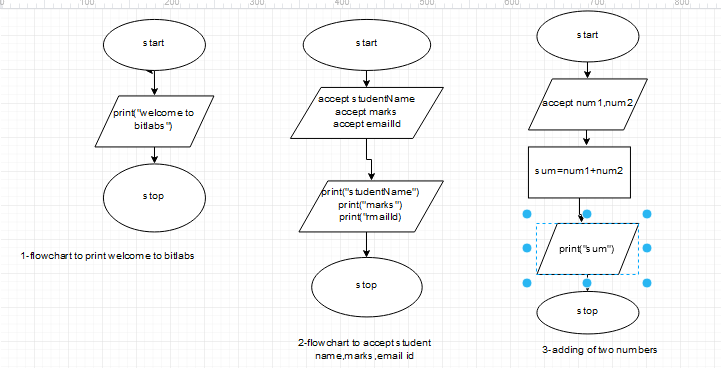 0 100 200 300 400 500 600 700 800
start
print("welcome to
bitlabs")
stop
1-flowchart to print welcome to bitlabs
start
accept studentName
accept marks
accept emailId
print("studentName")
print("marks")
print("rmailId)
stop
2-flowchart to accept student
name,marks,email id
start
accept num1,num2
sum=num1+num2
print("sum")
stop
3-adding of two numbers